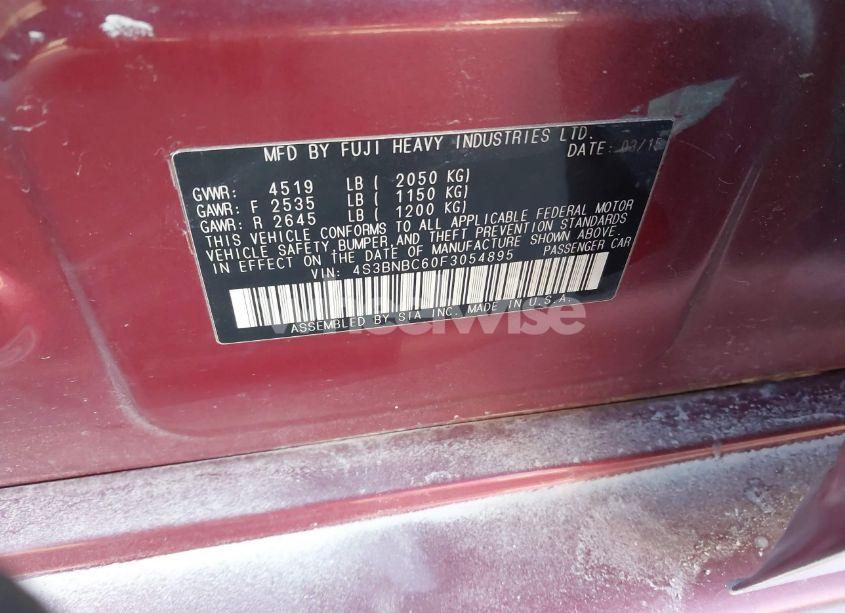 MFD BY FUJI HEAVY INDUSTRIES LTD.
DATE: 03/15
GVWR: 4519 LB ( 2050 KG)
GAWR: F 2535 LB ( 1150 KG)
GAWR: R 2645 LB ( 1200 KG)
THIS VEHICLE CONFORMS TO ALL APPLICABLE FEDERAL MOTOR
VEHICLE SAFETY,BUMPER,AND THEFT PREVENTION STANDARDS
IN EFFECT ON THE DATE OF MANUFACTURE SHOWN ABOVE.
VIN: 4S3BNBC60F3054895 PASSENGER CAR
wheelwise
ASSEMBLED BY SIA INC. MADE IN U.S.A.